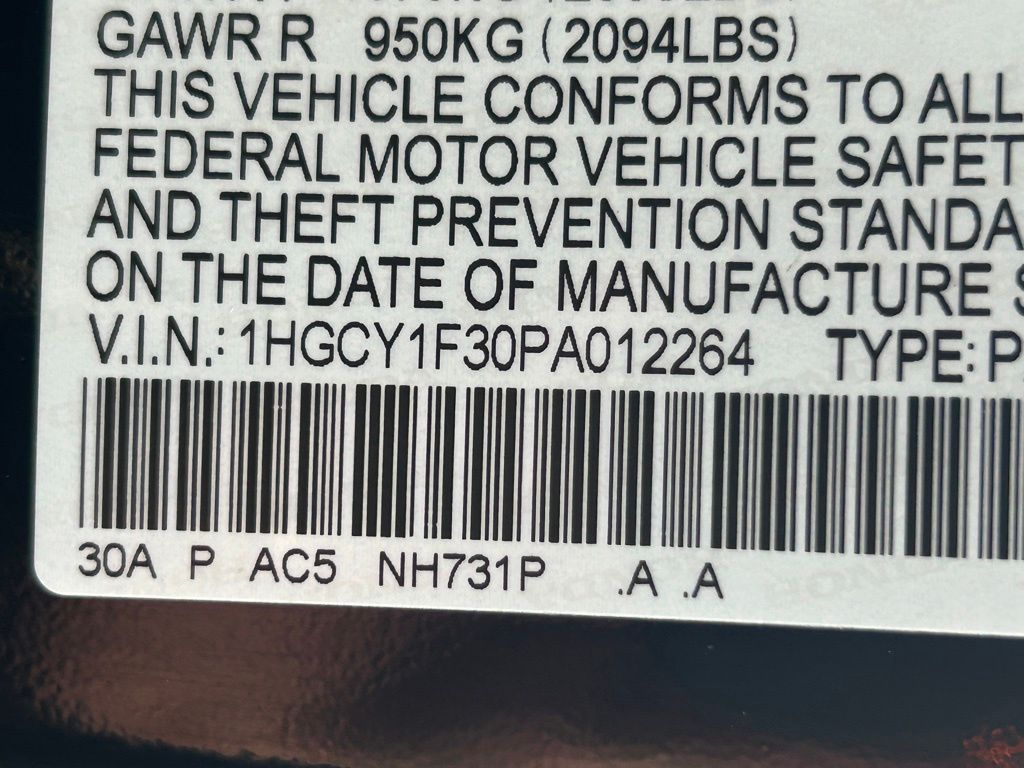 GAWR R 950KG (2094LBS)
THIS VEHICLE CONFORMS TO ALL
FEDERAL MOTOR VEHICLE SAFET
AND THEFT PREVENTION STANDA
ON THE DATE OF MANUFACTURE S
V.I.N.: 1HGCY1F30PA012264 TYPE: P
30A P AC5 NH731P .A .A